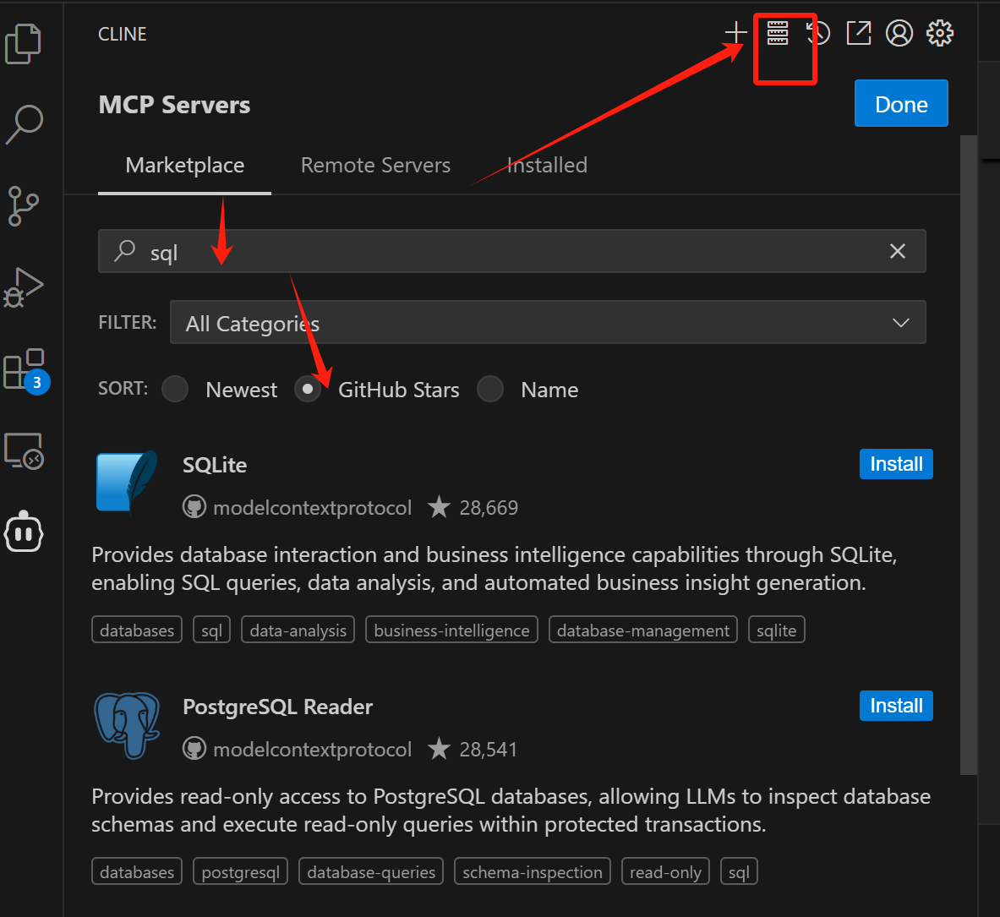 CLINE
MCP Servers
Done
Marketplace
Remote Servers
Installed
sql
FILTER:
All Categories
SORT:
Newest
GitHub Stars
Name
3
SQLite
Install
modelcontextprotocol
28,669
Provides database interaction and business intelligence capabilities through SQLite,
enabling SQL queries, data analysis, and automated business insight generation.
databases
sql
data-analysis
business-intelligence
database-management
sqlite
PostgreSQL Reader
Install
modelcontextprotocol
28,541
Provides read-only access to PostgreSQL databases, allowing LLMs to inspect database
schemas and execute read-only queries within protected transactions.
databases
postgresql
database-queries
schema-inspection
read-only
sql